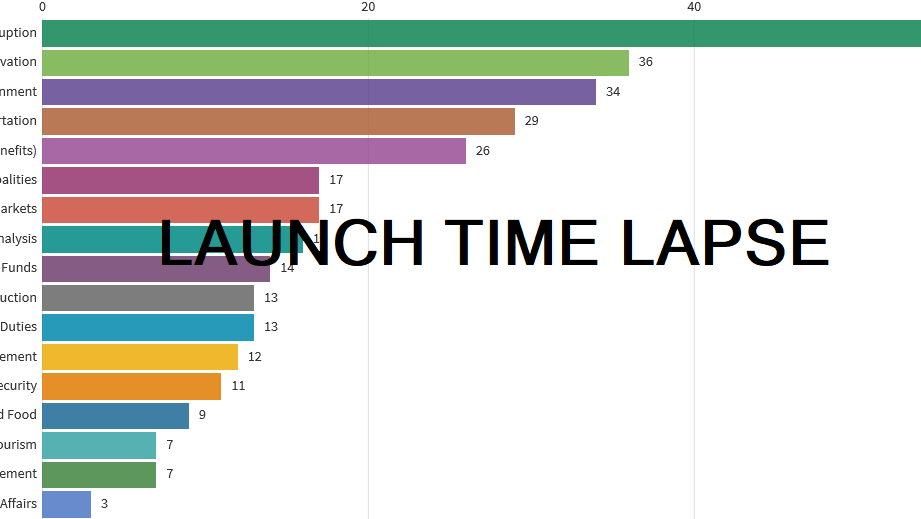 0 20 40
uption
vation 36
nment 34
rtation 29
nefits) 26
palities 17
arkets 17
LAUNCH TIME LAPSE
nalysis
Funds 14
uction 13
Duties 13
ement 12
ecurity 11
d Food 9
ourism 7
ement 7
Affairs 3